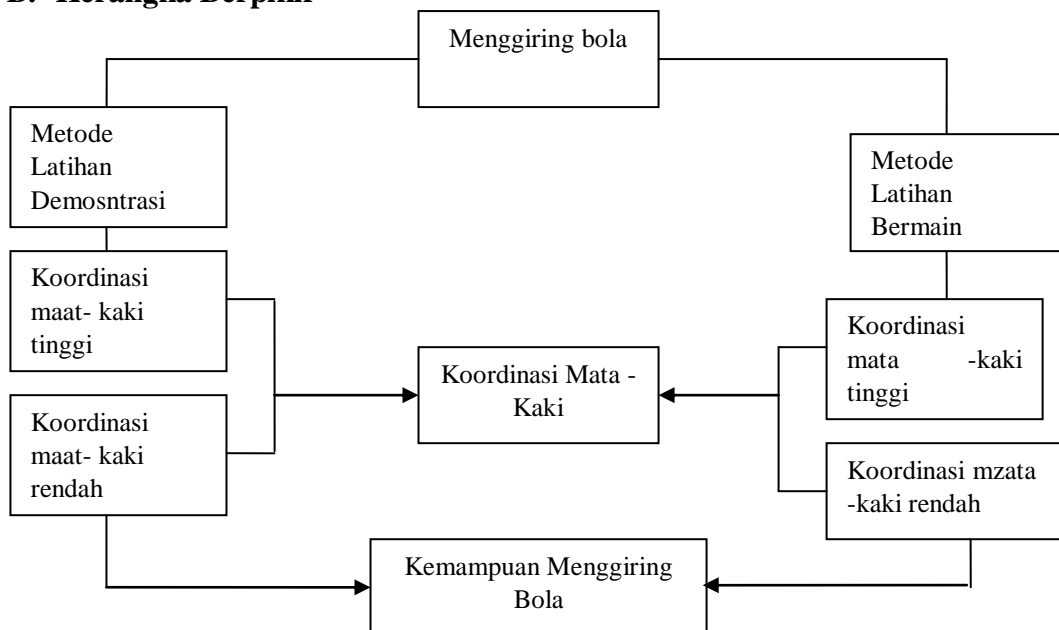 B. Kerangka Berpikir
Menggiring bola
Metode
Latihan
Demosntrasi
Metode
Latihan
Bermain
Koordinasi
maat- kaki
tinggi
Koordinasi
mata -kaki
tinggi
Koordinasi Mata -
Kaki
Koordinasi
maat- kaki
rendah
Koordinasi mzata
-kaki rendah
Kemampuan Menggiring
Bola